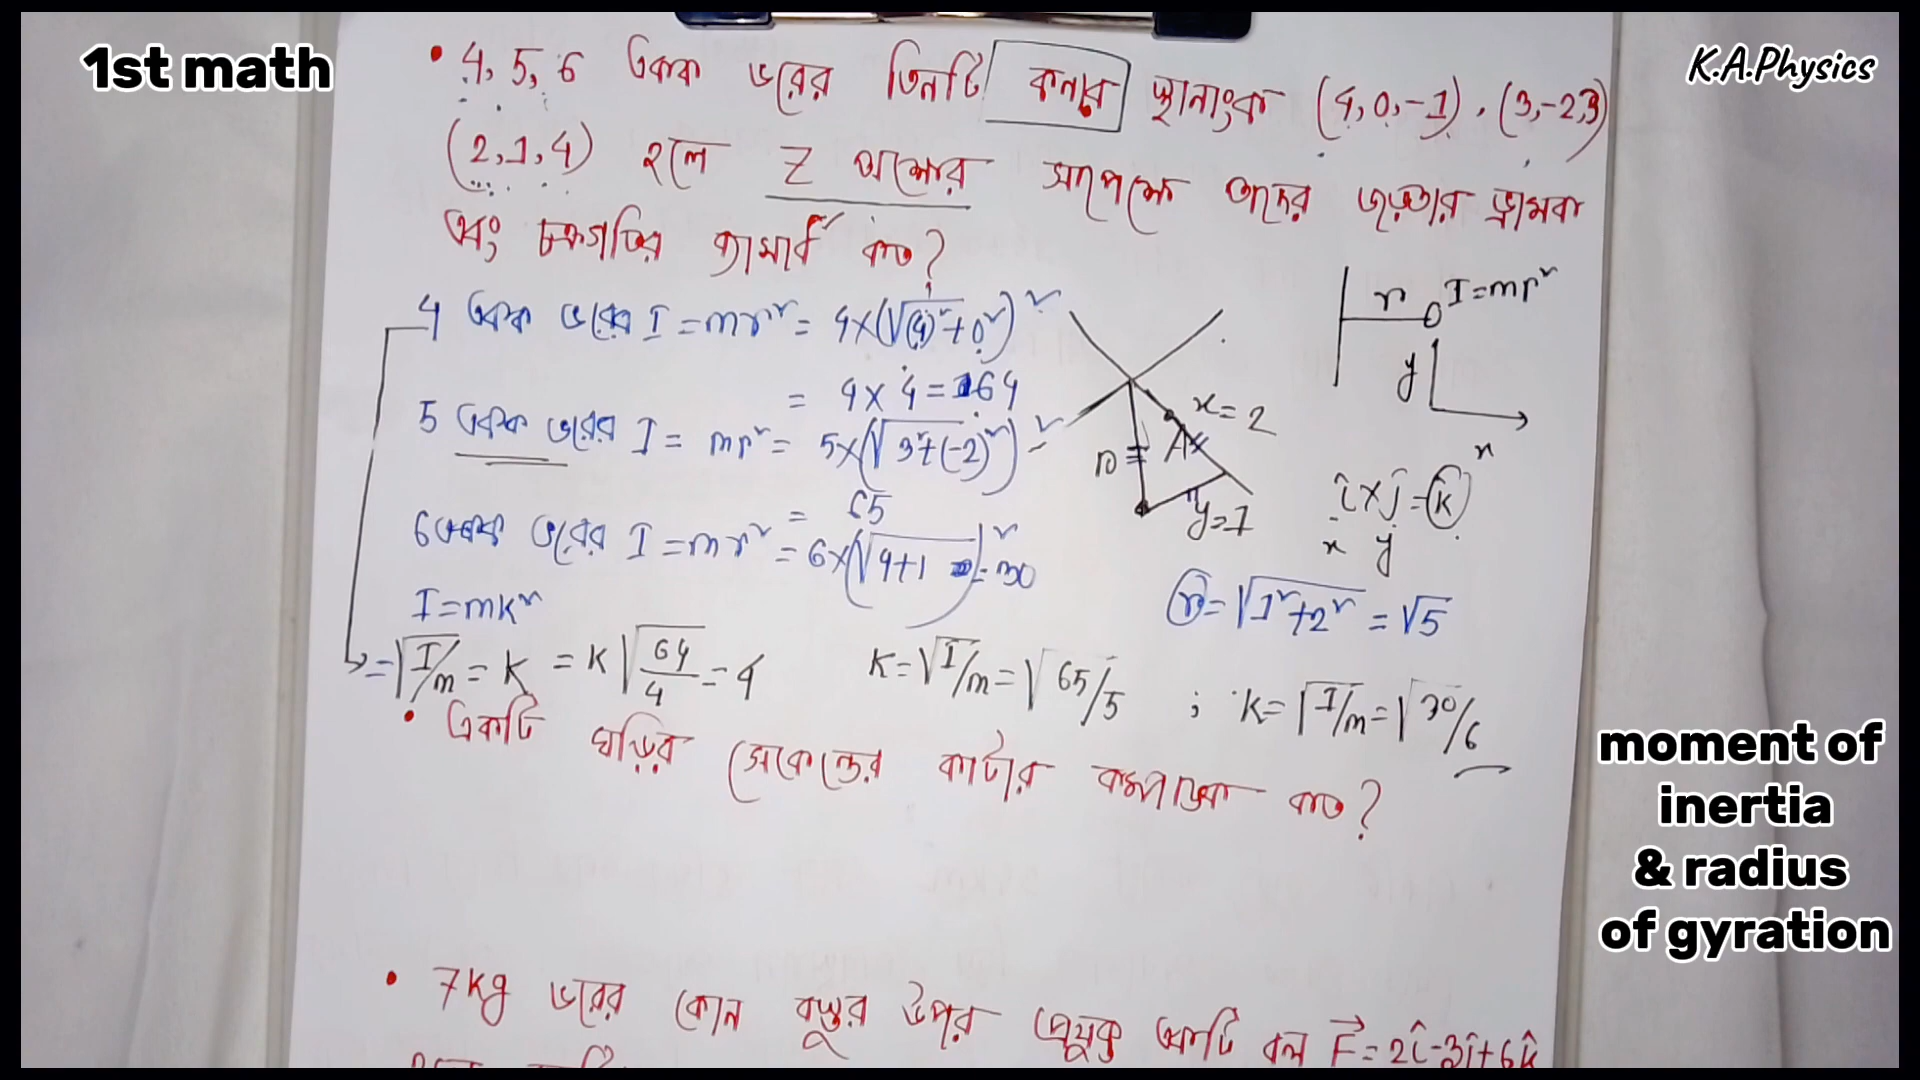 1st math
K.A.Physics
• 4, 5, 6 একক ভরের তিনটি কনার স্থানাংক (4,0,-1), (3,-2,3)
(2,1,4) হলে Z অক্ষের সাপেক্ষে তাদের জড়তার ভ্রামক
এবং চক্রগতির ব্যাসার্ধ কত?
4 একক ভরের I = mr² = 4×(√(4)²+0²)²
= 4×4 = 164
5 একক ভরের I = mr² = 5×(√3²+(-2)²)²
= 65
6 একক ভরের I = mr² = 6×(√4+1)² = 30
I = mk²
= √I/m = K = K √64/4 = 4
K = √I/m = √65/5 ; K = √I/m = √30/6
r I = mr²
y
x
x = 2
r
y = 1
î×ĵ = k̂
x y
r = √1²+2² = √5
• একটি ঘড়ির সেকেন্ডের কাটার কম্পাঙ্ক কত?
• 7kg ভরের কোন বস্তুর উপর প্রযুক্ত একটি বল F⃗ = 2î-3ĵ+6k̂
moment of
inertia
& radius
of gyration